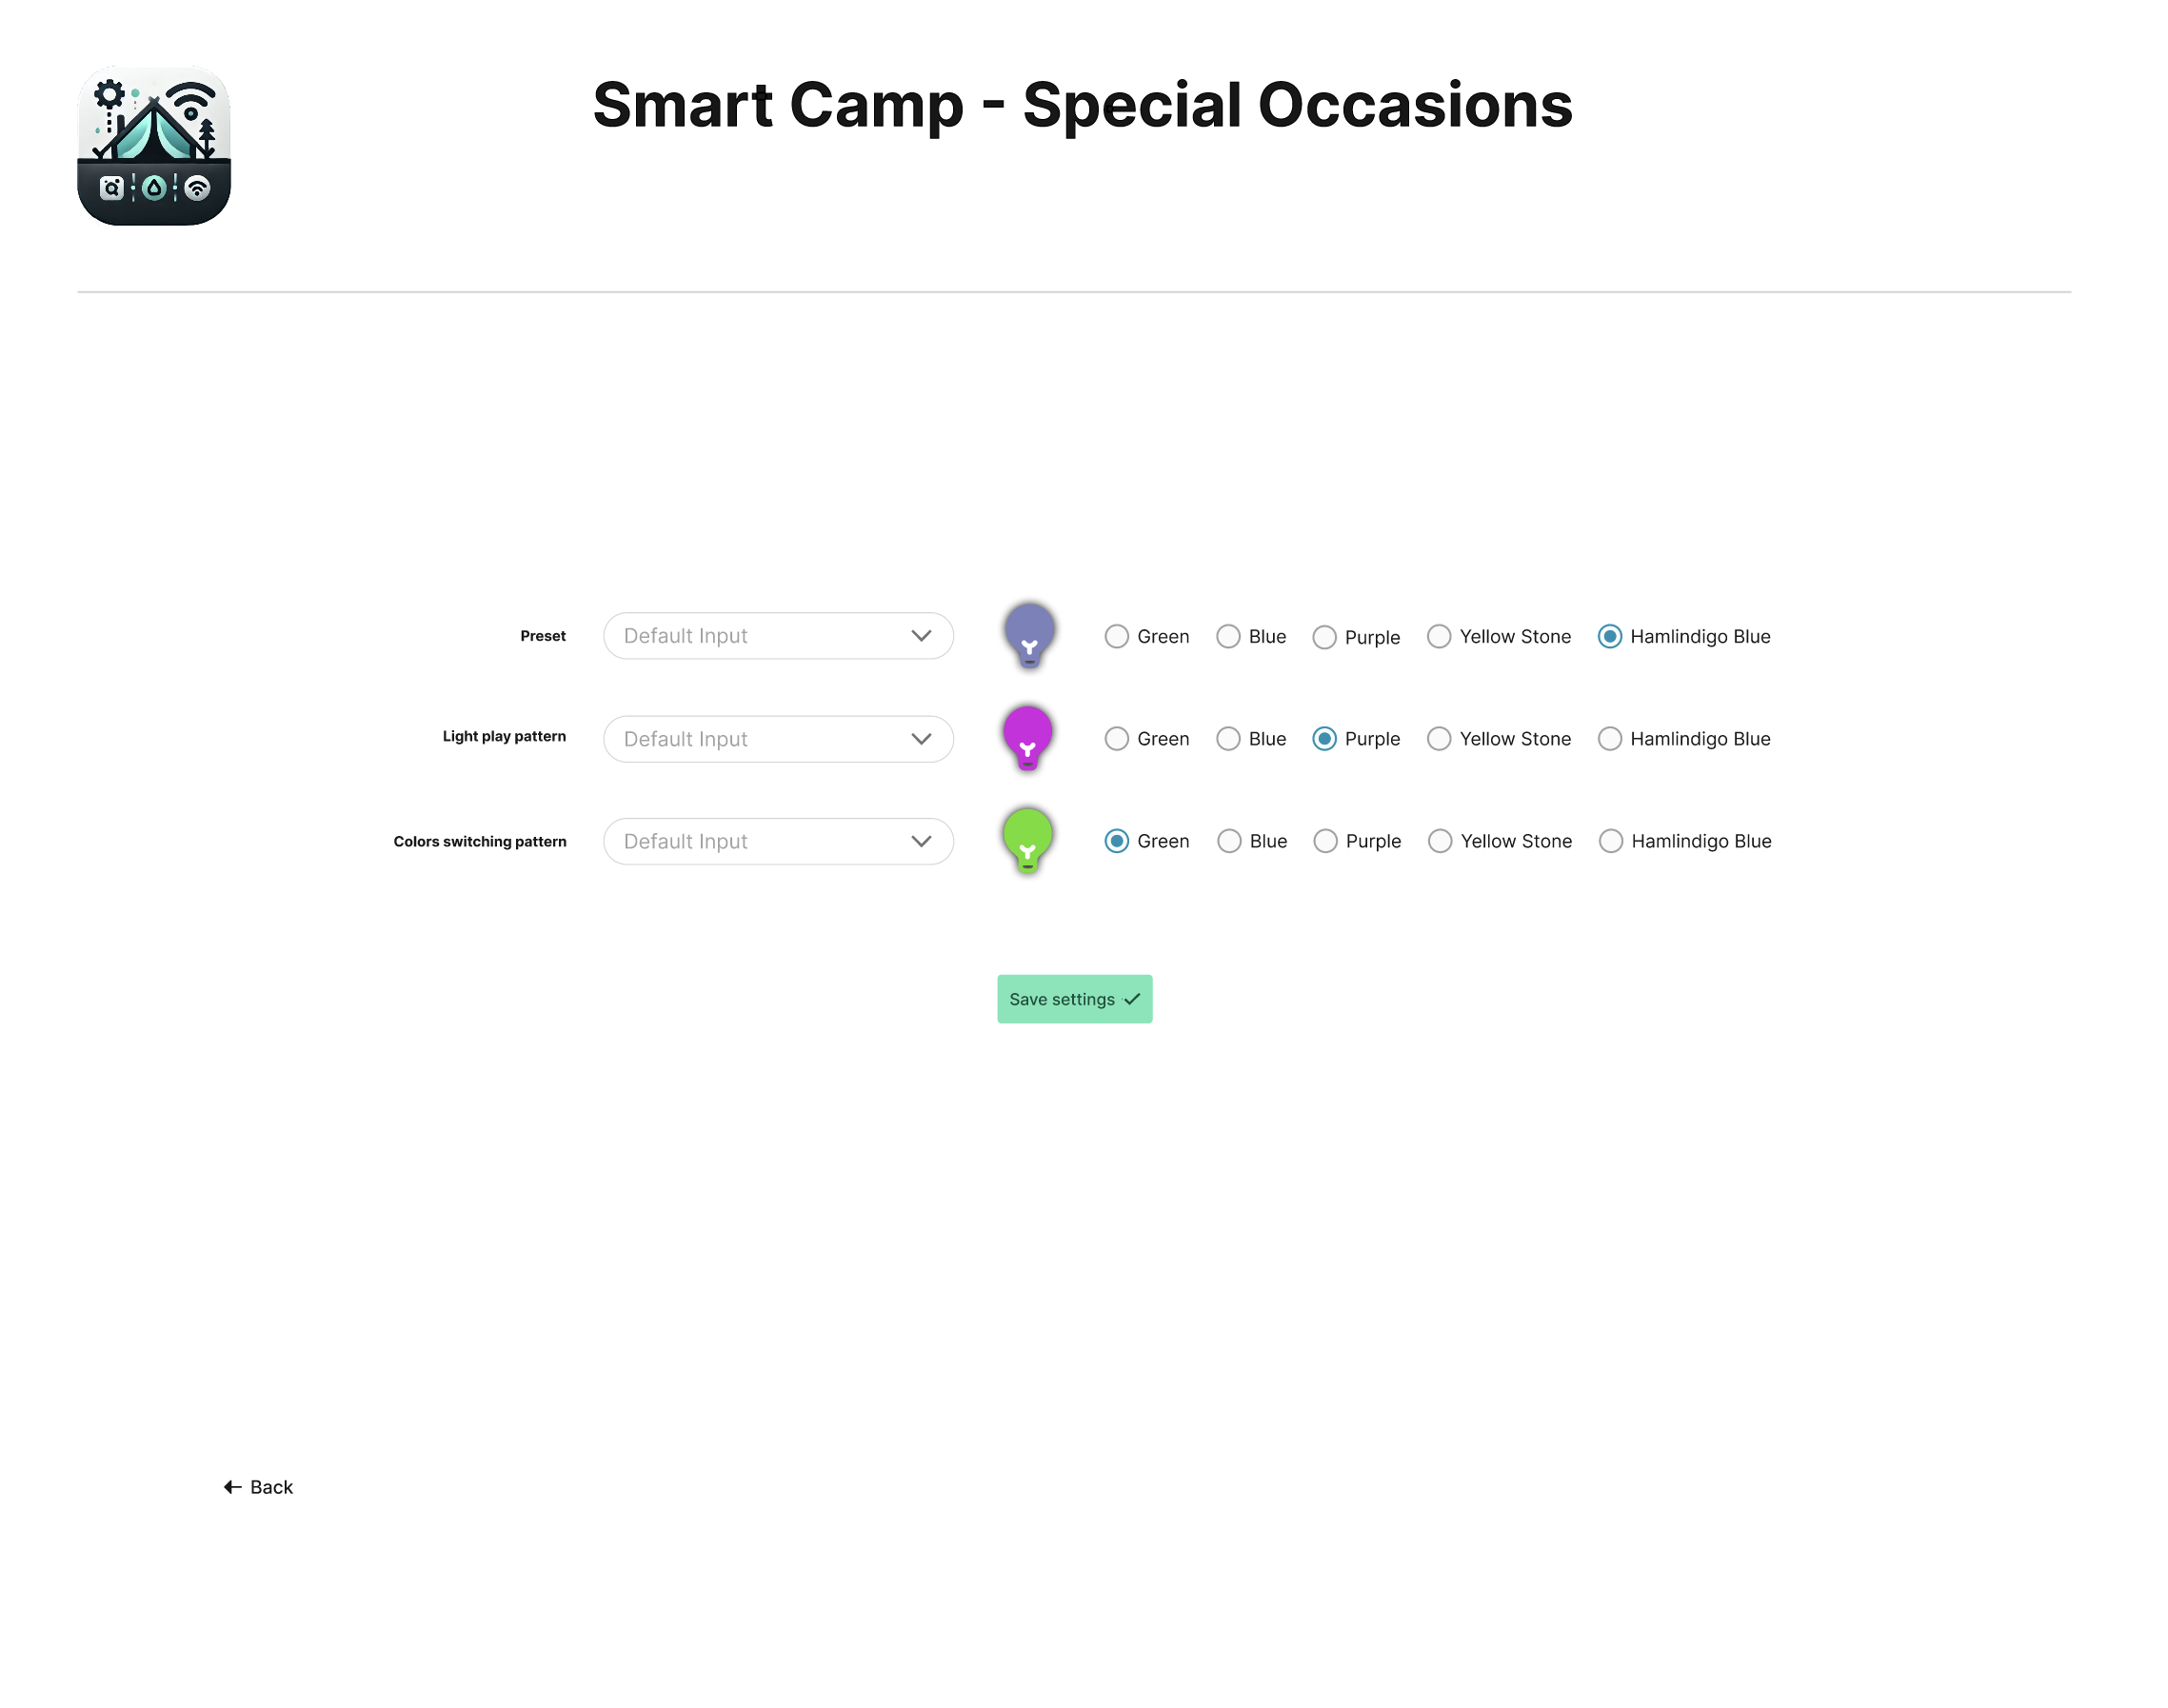 Smart Camp - Special Occasions
Preset Default Input Green Blue Purple Yellow Stone Hamlindigo Blue
Light play pattern Default Input Green Blue Purple Yellow Stone Hamlindigo Blue
Colors switching pattern Default Input Green Blue Purple Yellow Stone Hamlindigo Blue
Save settings
Back